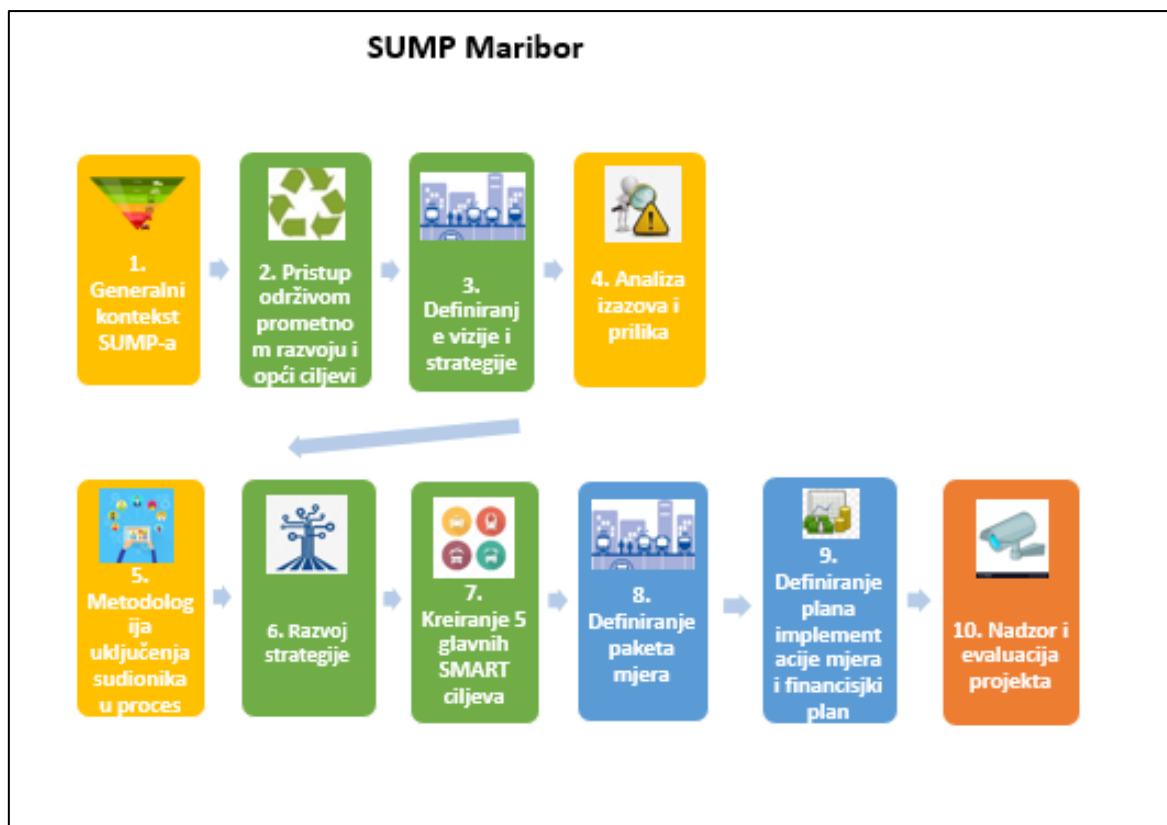 SUMP Maribor
1.
Generalni
kontekst
SUMP-a
2. Pristup
održivom
prometno
m razvoju i
opći ciljevi
3.
Definiranj
e vizije i
strategije
4. Analiza
izazova i
prilika
5.
Metodolog
ija
uključenja
sudionika
u proces
6. Razvoj
strategije
7.
Kreiranje 5
glavnih
SMART
ciljeva
8.
Definiranje
paketa
mjera
9.
Definiranje
plana
implement
acije mjera
i financisjki
plan
10. Nadzor i
evaluacija
projekta